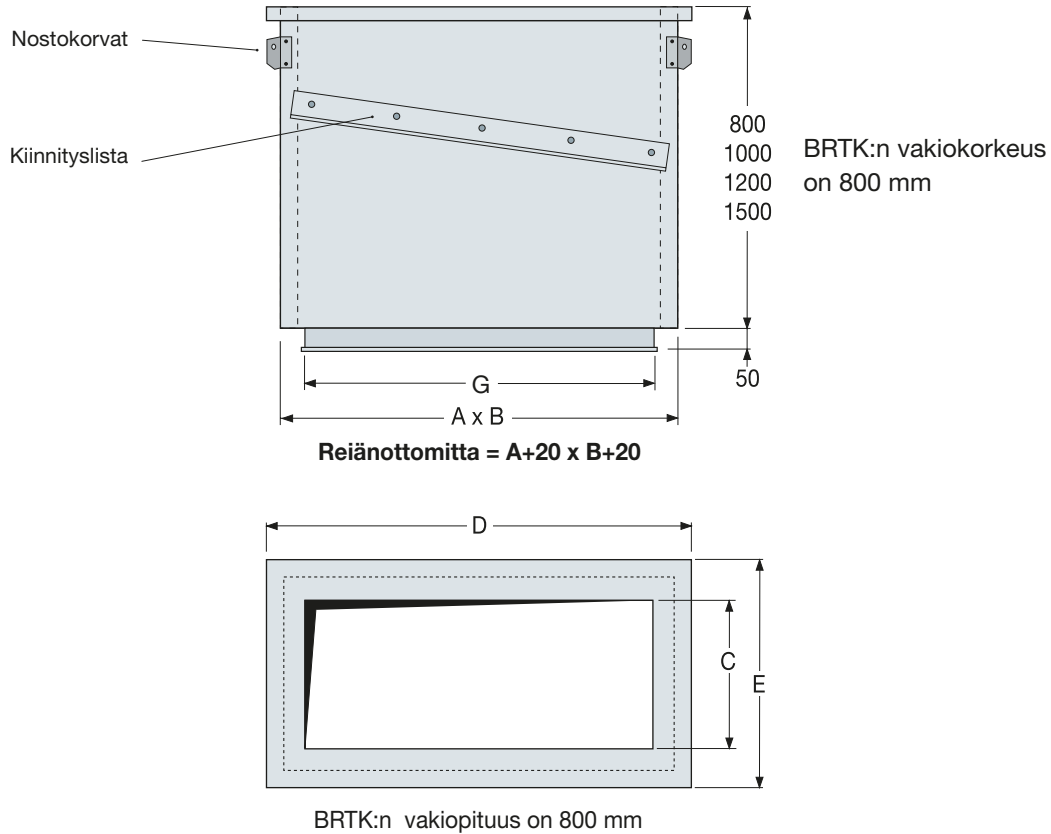 Nostokorvat
Kiinnityslista
800
1000
1200
1500
BRTK:n vakiokorkeus
on 800 mm
50
G
A x B
Reiänottomitta = A+20 x B+20
D
C
E
BRTK:n vakiopituus on 800 mm